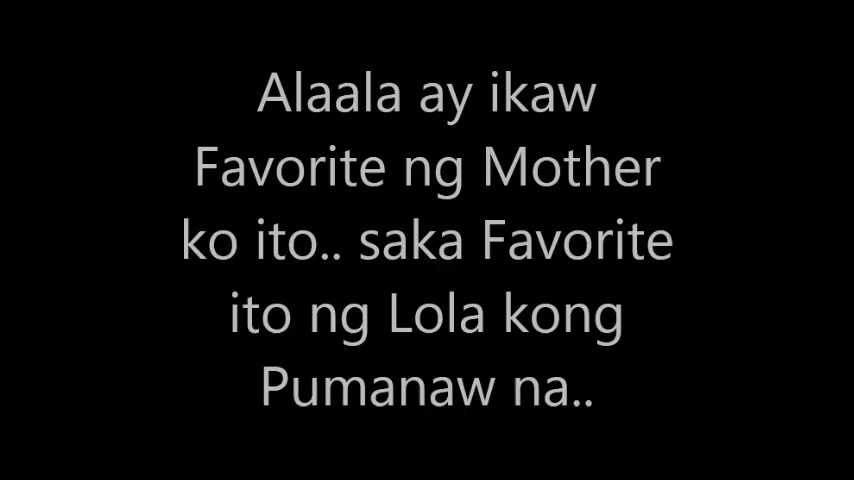 Alaala ay ikaw
Favorite ng Mother
ko ito.. saka Favorite
ito ng Lola kong
Pumanaw na..